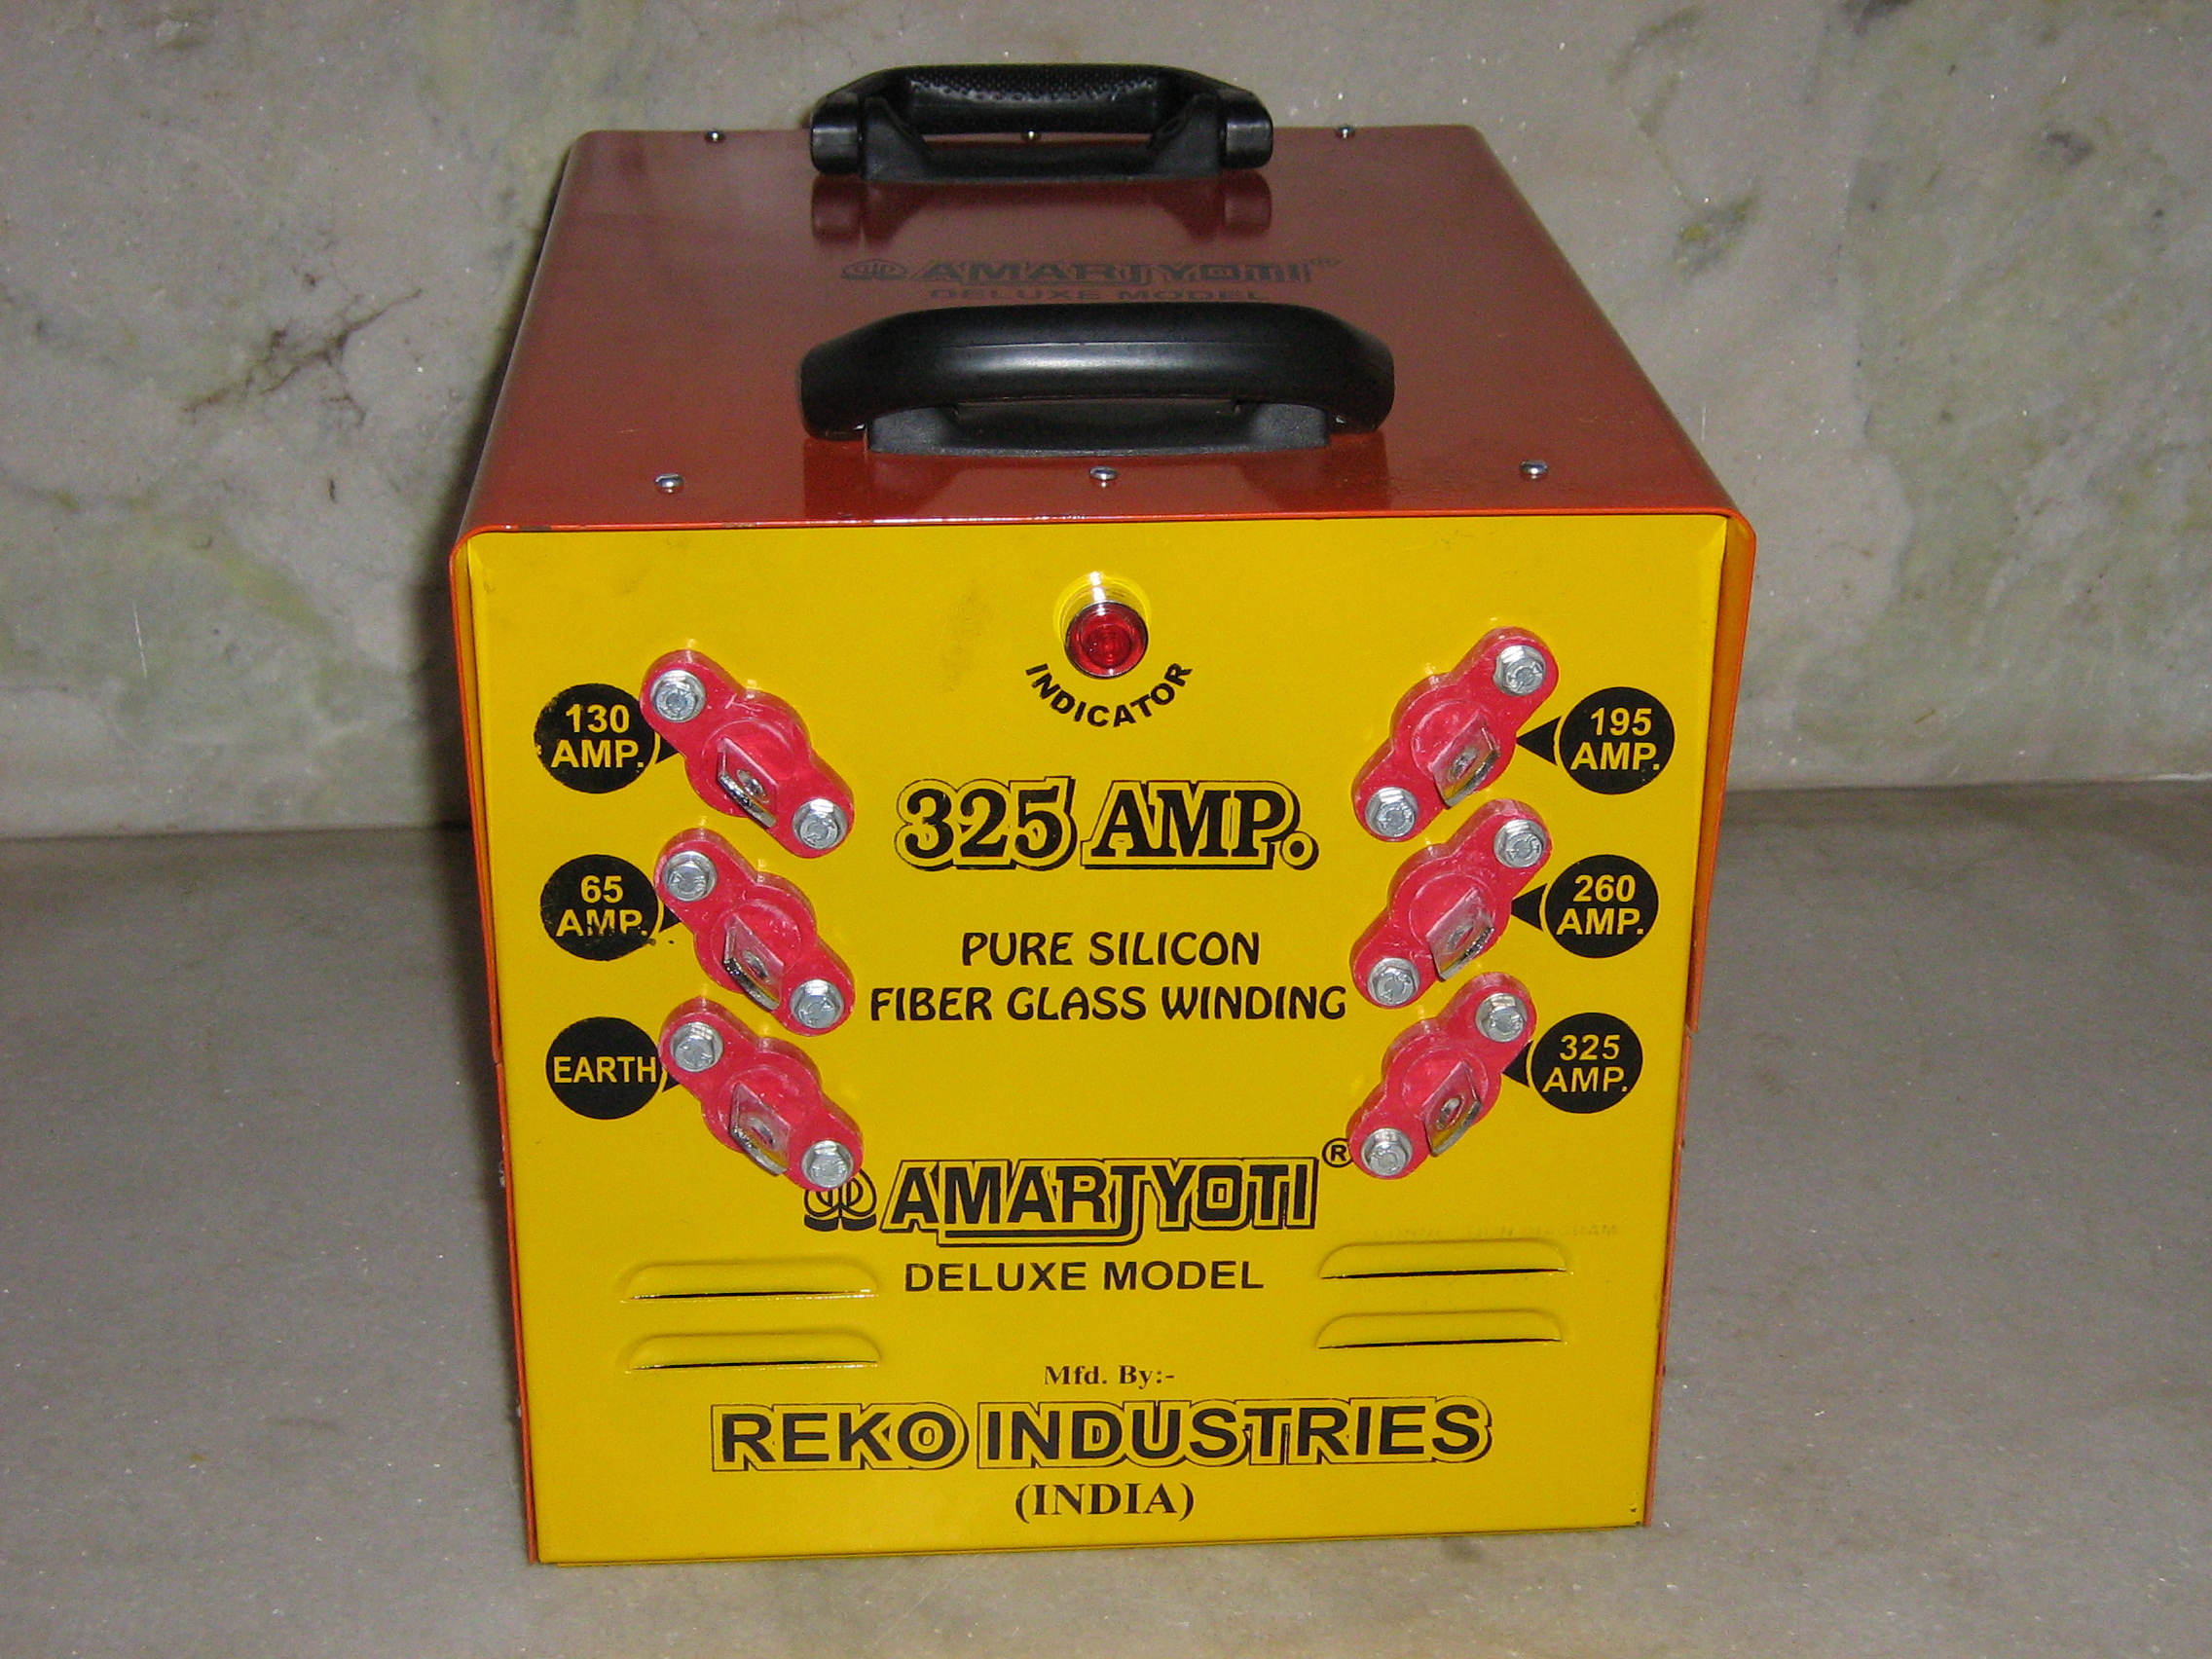 AMARJYOTI®
DELUXE MODEL
INDICATOR
130
AMP.
195
AMP.
325 AMP.
65
AMP.
260
AMP.
PURE SILICON
FIBER GLASS WINDING
EARTH
325
AMP.
AMARJYOTI®
DELUXE MODEL
Mfd. By:-
REKO INDUSTRIES
(INDIA)